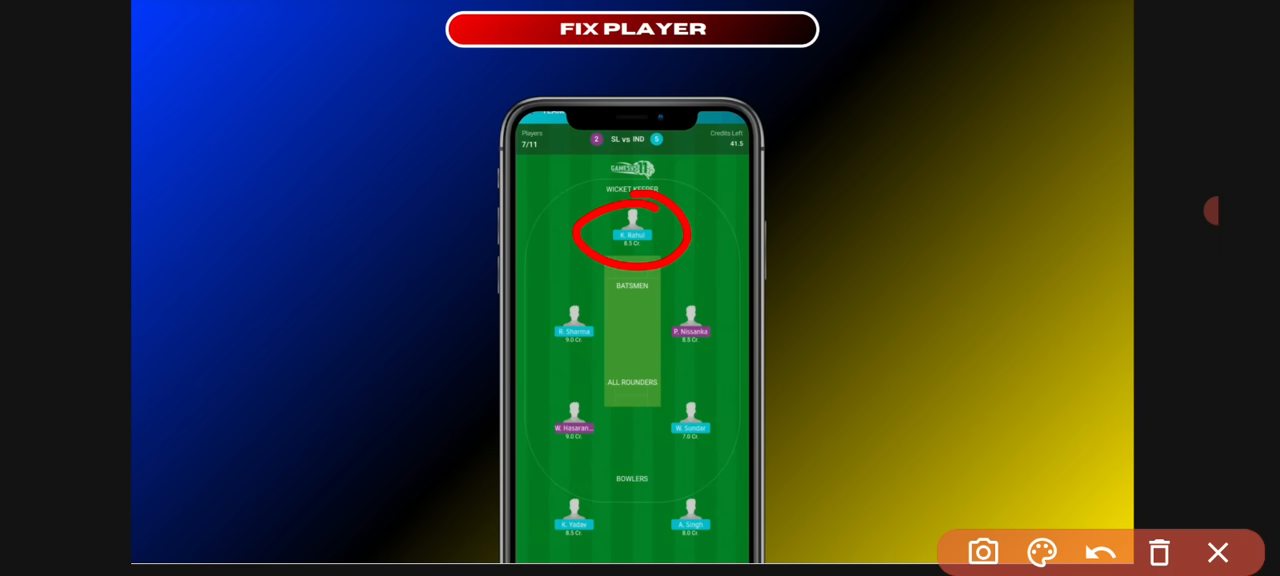 FIX PLAYER
Players
7/11
2 SL vs IND 5
Credits Left
41.5
WICKET KEEPER
K. Rahul
8.5 Cr.
BATSMEN
R. Sharma
9.0 Cr.
P. Nissanka
8.5 Cr.
ALL ROUNDERS
W. Hasaran...
9.0 Cr.
W. Sundar
7.0 Cr.
BOWLERS
K. Yadav
8.5 Cr.
A. Singh
8.0 Cr.